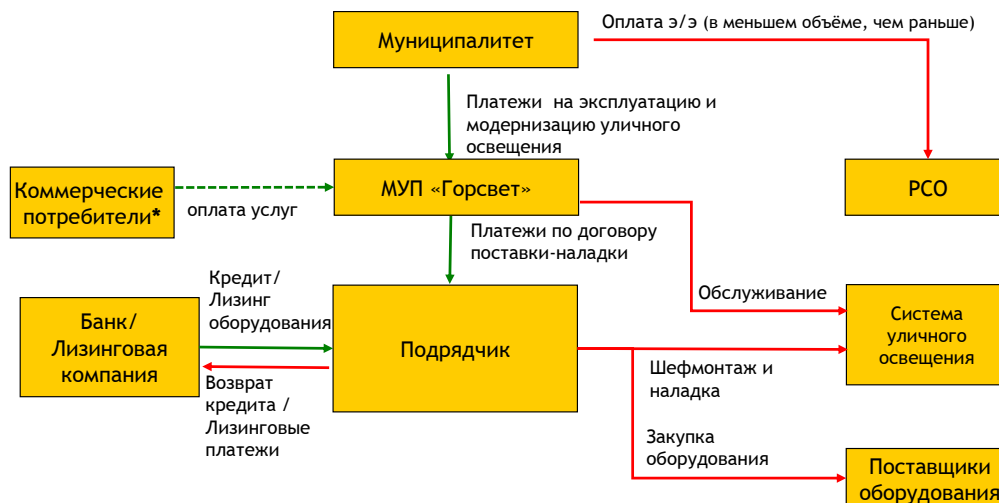 Оплата э/э (в меньшем объёме, чем раньше)
Муниципалитет
Платежи на эксплуатацию и
модернизацию уличного
освещения
Коммерческие
потребители*
оплата услуг
МУП «Горсвет»
РСО
Платежи по договору
поставки-наладки
Кредит/
Лизинг
оборудования
Обслуживание
Банк/
Лизинговая
компания
Подрядчик
Система
уличного
освещения
Шефмонтаж и
наладка
Возврат
кредита /
Лизинговые
платежи
Закупка
оборудования
Поставщики
оборудования